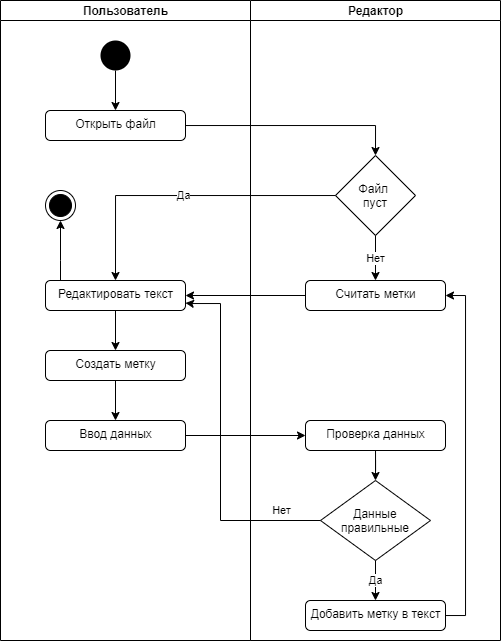 Пользователь
Редактор
Открыть файл
Файл
пуст
Да
Нет
Редактировать текст
Считать метки
Создать метку
Ввод данных
Проверка данных
Нет
Данные
правильные
Да
Добавить метку в текст